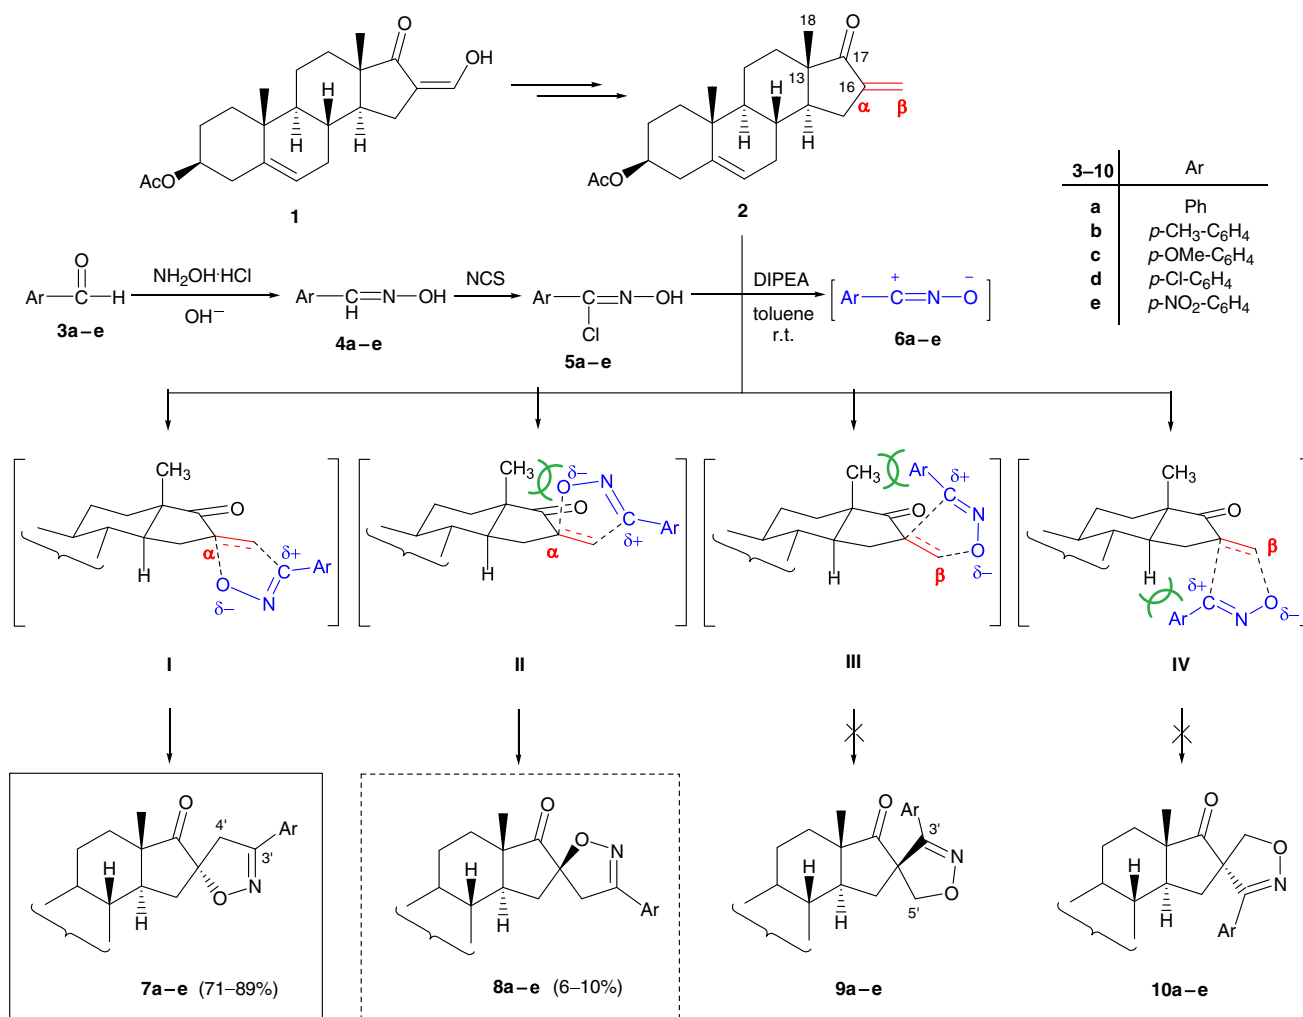 O
OH
H
H
H
AcO
1
18
O
17
13
16
α
β
H
H
H
AcO
2
3–10 Ar
a Ph
b p-CH3-C6H4
c p-OMe-C6H4
d p-Cl-C6H4
e p-NO2-C6H4
O
Ar H
3a–e
NH2OH·HCl
OH−
Ar C N OH
H
4a–e
NCS
Ar N OH
Cl
5a–e
DIPEA
toluene
r.t.
+ −
Ar C N O
6a–e
CH3
O
α
H
δ+
C Ar
O
N
δ−
I
CH3
δ−
O N
O
C Ar
δ+
α
H
II
CH3
Ar
δ+
C
N
O
O
δ−
β
H
III
CH3
O
β
H
δ+
C
Ar
N
O
δ−
IV
O
4'
Ar
3'
N
O
H
H
7a–e (71–89%)
O
O
N
Ar
H
H
8a–e (6–10%)
O
Ar
3'
N
O
5'
H
H
9a–e
O
O
N
Ar
H
H
10a–e